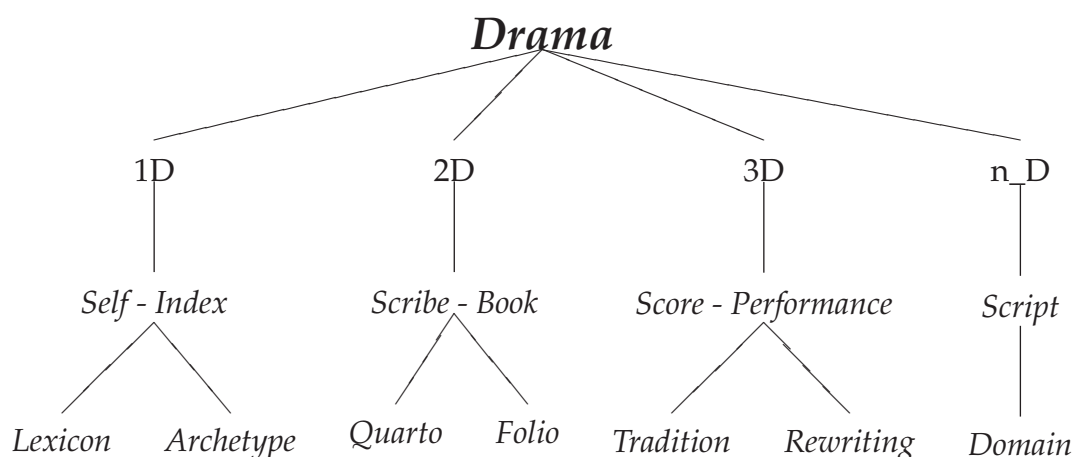 Drama
1D 2D 3D n_D
Self - Index Scribe - Book Score - Performance Script
Lexicon Archetype Quarto Folio Tradition Rewriting Domain